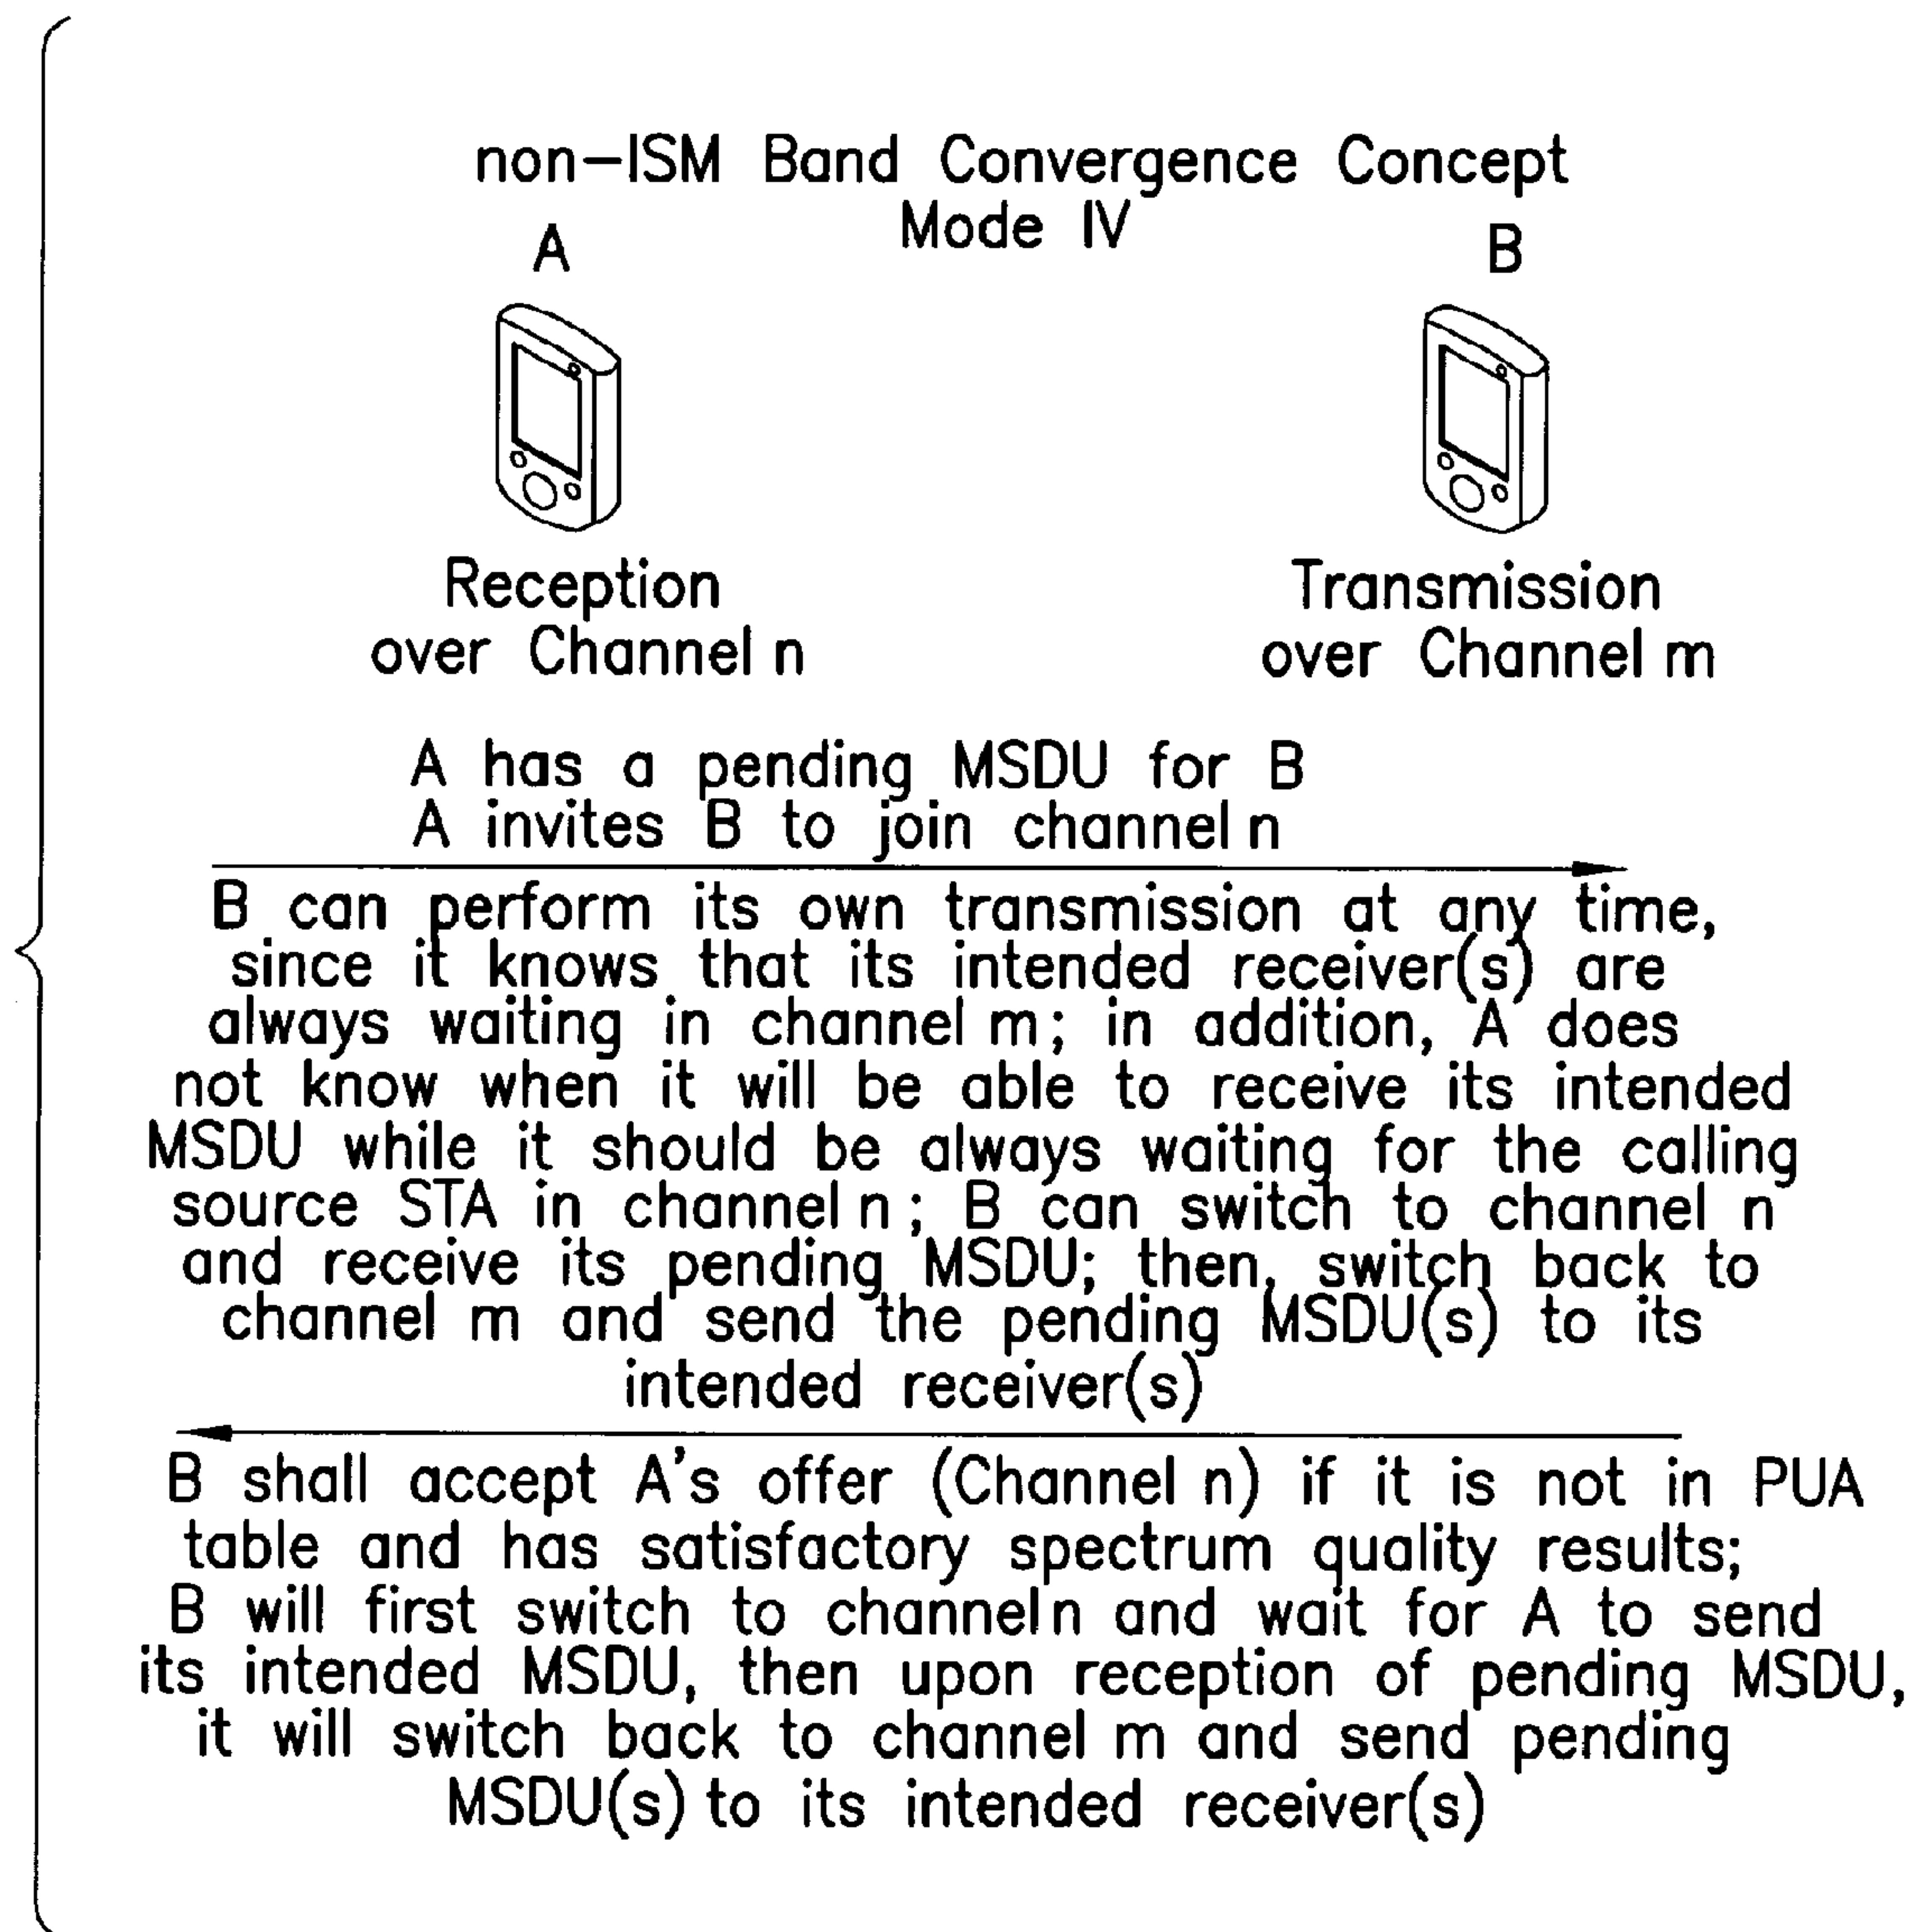 non-ISM Band Convergence Concept
Mode IV
A
B
Reception
over Channel n
Transmission
over Channel m
A has a pending MSDU for B
A invites B to join channel n
B can perform its own transmission at any time,
since it knows that its intended receiver(s) are
always waiting in channel m; in addition, A does
not know when it will be able to receive its intended
MSDU while it should be always waiting for the calling
source STA in channel n; B can switch to channel n
and receive its pending MSDU; then, switch back to
channel m and send the pending MSDU(s) to its
intended receiver(s)
B shall accept A's offer (Channel n) if it is not in PUA
table and has satisfactory spectrum quality results;
B will first switch to channel n and wait for A to send
its intended MSDU, then upon reception of pending MSDU,
it will switch back to channel m and send pending
MSDU(s) to its intended receiver(s)